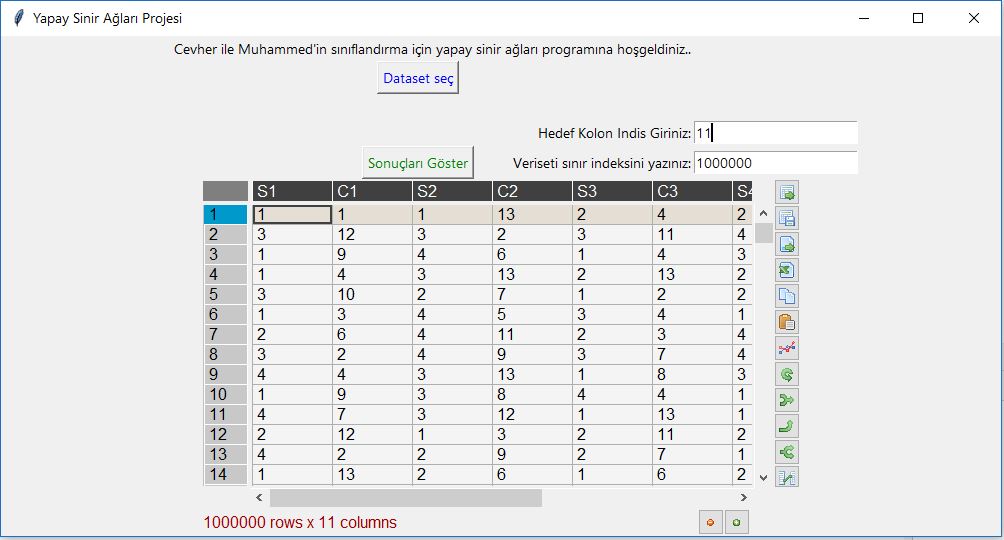 Yapay Sinir Ağları Projesi
Cevher ile Muhammed'in sınıflandırma için yapay sinir ağları programına hoşgeldiniz..
Dataset seç
Hedef Kolon Indis Giriniz: 11
Sonuçları Göster Veriseti sınır indeksini yazınız: 1000000
S1 C1 S2 C2 S3 C3 S4
1 1 1 1 13 2 4 2
2 3 12 3 2 3 11 4
3 1 9 4 6 1 4 3
4 1 4 3 13 2 13 2
5 3 10 2 7 1 2 2
6 1 3 4 5 3 4 1
7 2 6 4 11 2 3 4
8 3 2 4 9 3 7 4
9 4 4 3 13 1 8 3
10 1 9 3 8 4 4 1
11 4 7 3 12 1 13 1
12 2 12 1 3 2 11 2
13 4 2 2 9 2 7 1
14 1 13 2 6 1 6 2
1000000 rows x 11 columns